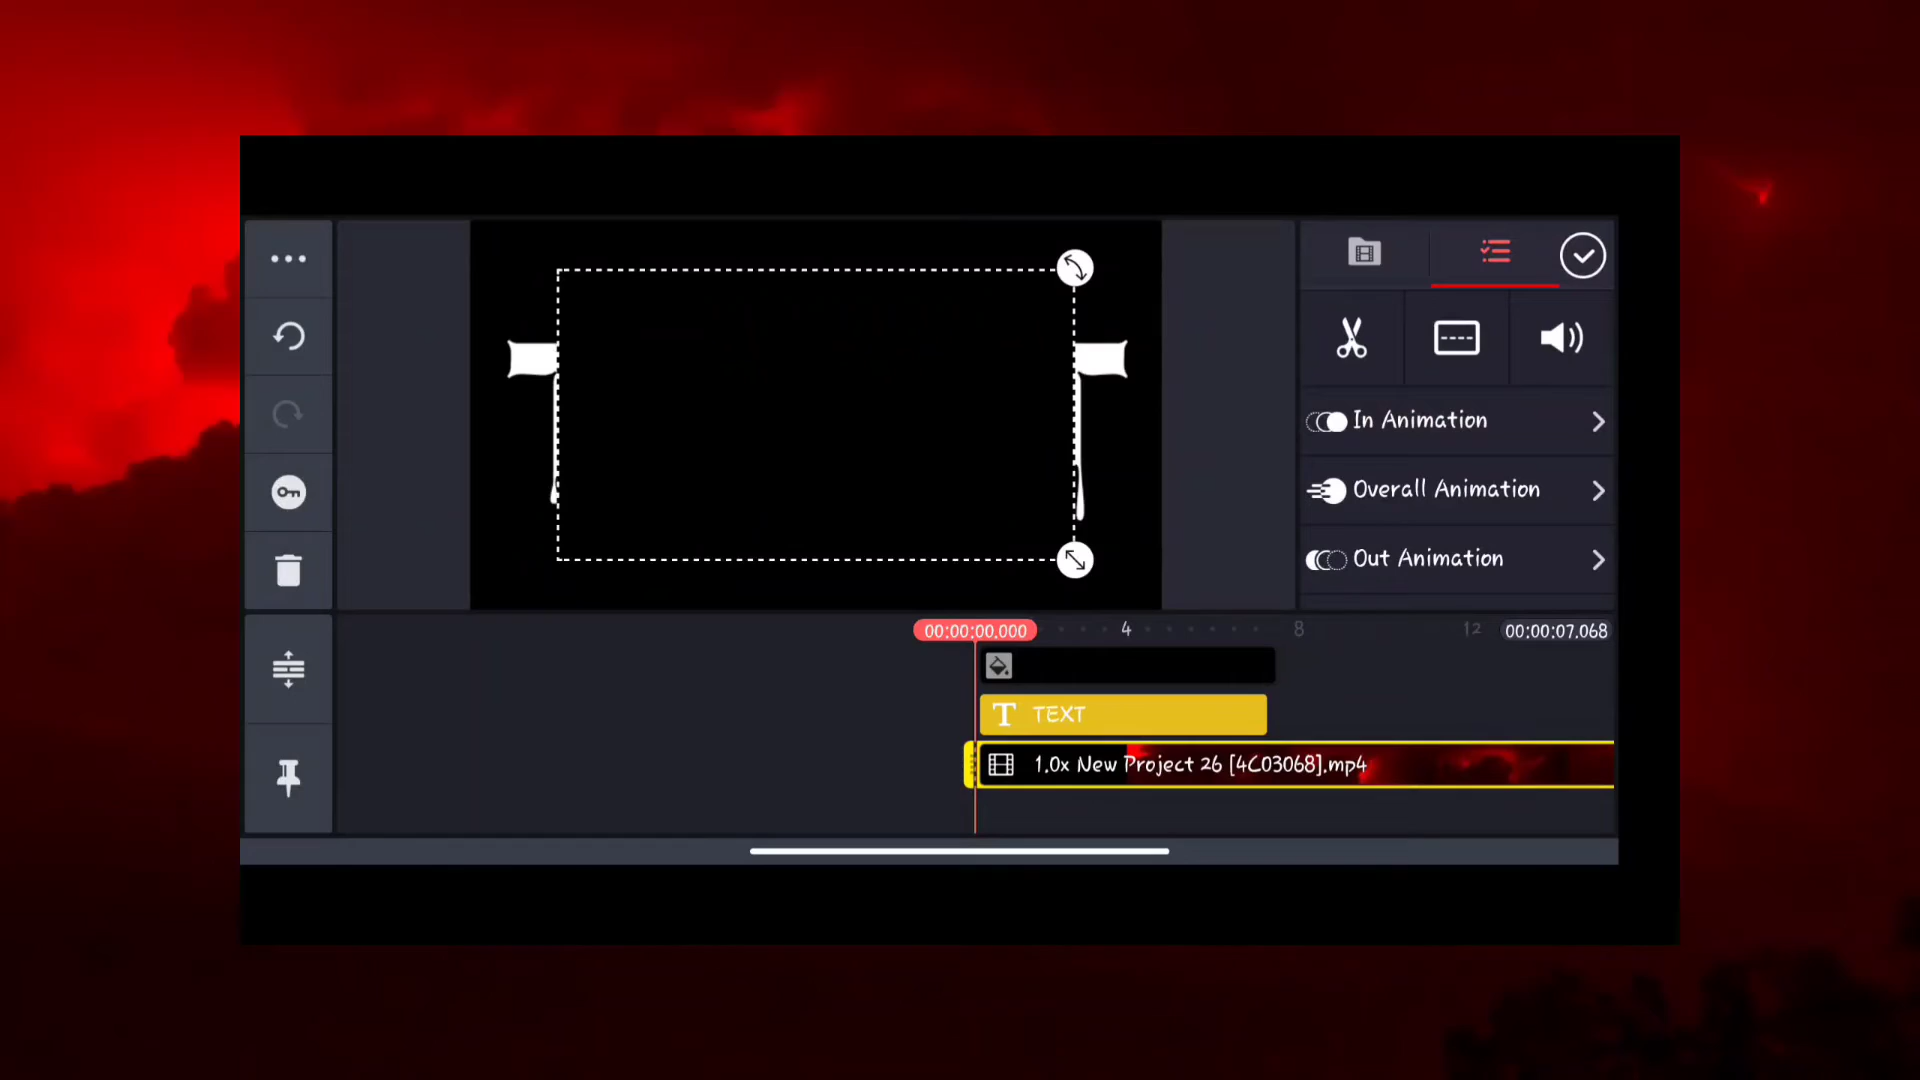 In Animation
Overall Animation
Out Animation
00:00:00.000 4 8 12 00:00:07.068
T TEXT
1.0x New Project 26 [4C03068].mp4